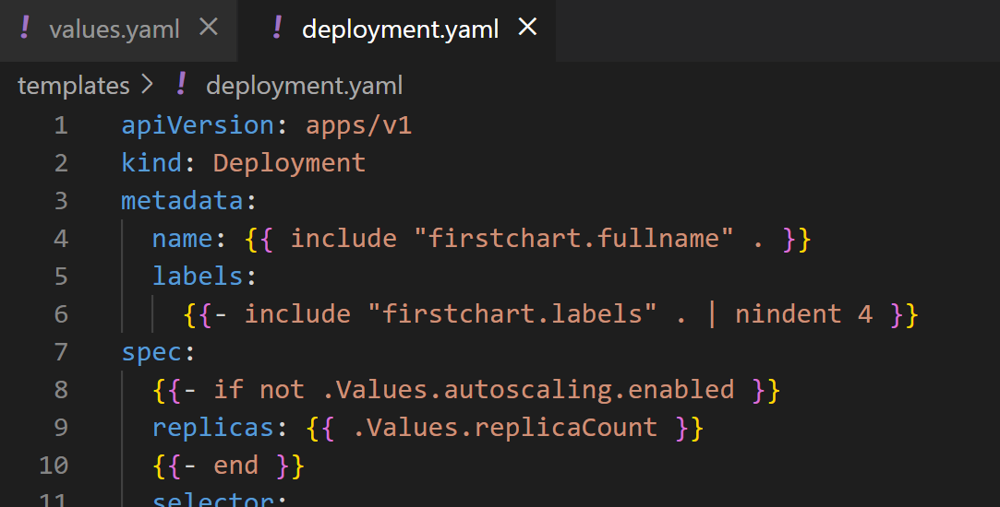 ! values.yaml × ! deployment.yaml ×
templates > ! deployment.yaml
1 apiVersion: apps/v1
2 kind: Deployment
3 metadata:
4   name: {{ include "firstchart.fullname" . }}
5   labels:
6     {{- include "firstchart.labels" . | nindent 4 }}
7 spec:
8   {{- if not .Values.autoscaling.enabled }}
9   replicas: {{ .Values.replicaCount }}
10   {{- end }}
11   selector: